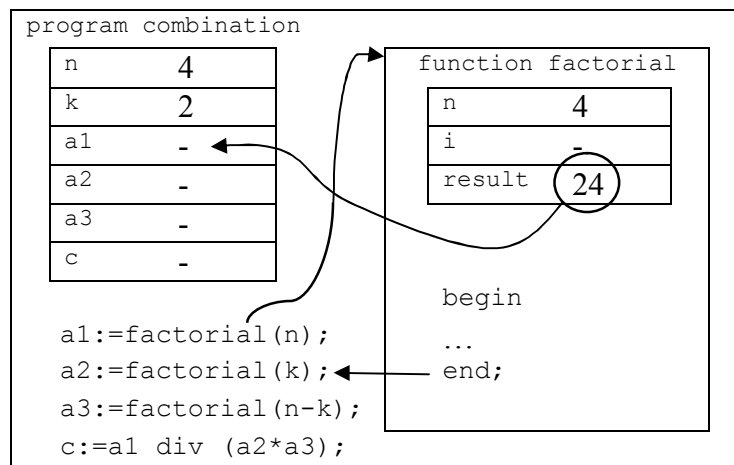 program combination
n 4
k 2
a1 -
a2 -
a3 -
c -
a1:=factorial(n);
a2:=factorial(k);
a3:=factorial(n-k);
c:=a1 div (a2*a3);
function factorial
n 4
i -
result 24
begin
…
end;